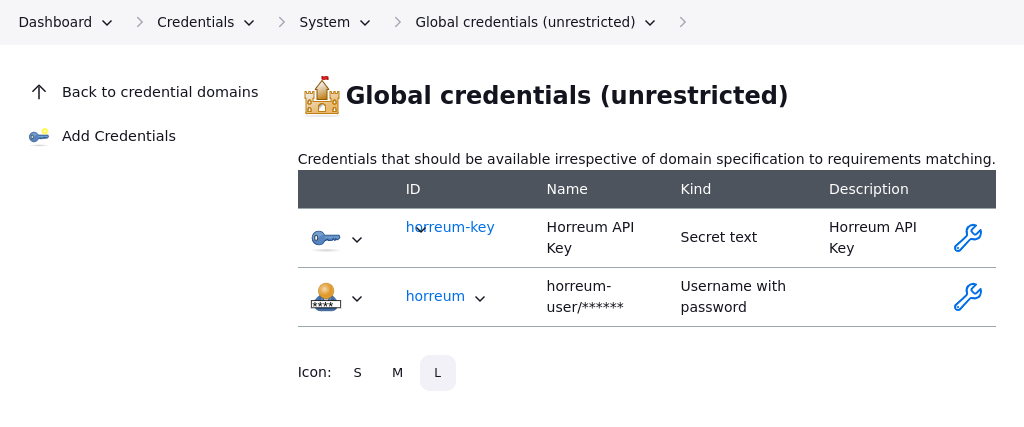 Dashboard Credentials System Global credentials (unrestricted)
Back to credential domains
Add Credentials
Global credentials (unrestricted)
Credentials that should be available irrespective of domain specification to requirements matching.
ID Name Kind Description
horreum-key Horreum API Key Secret text Horreum API Key
**** horreum horreum-user/****** Username with password
Icon: S M L